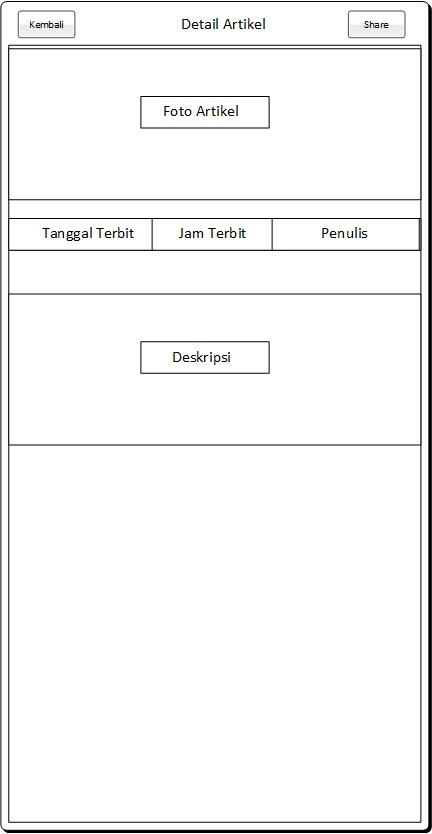 Kembali
Detail Artikel
Share
Foto Artikel
Tanggal Terbit
Jam Terbit
Penulis
Deskripsi